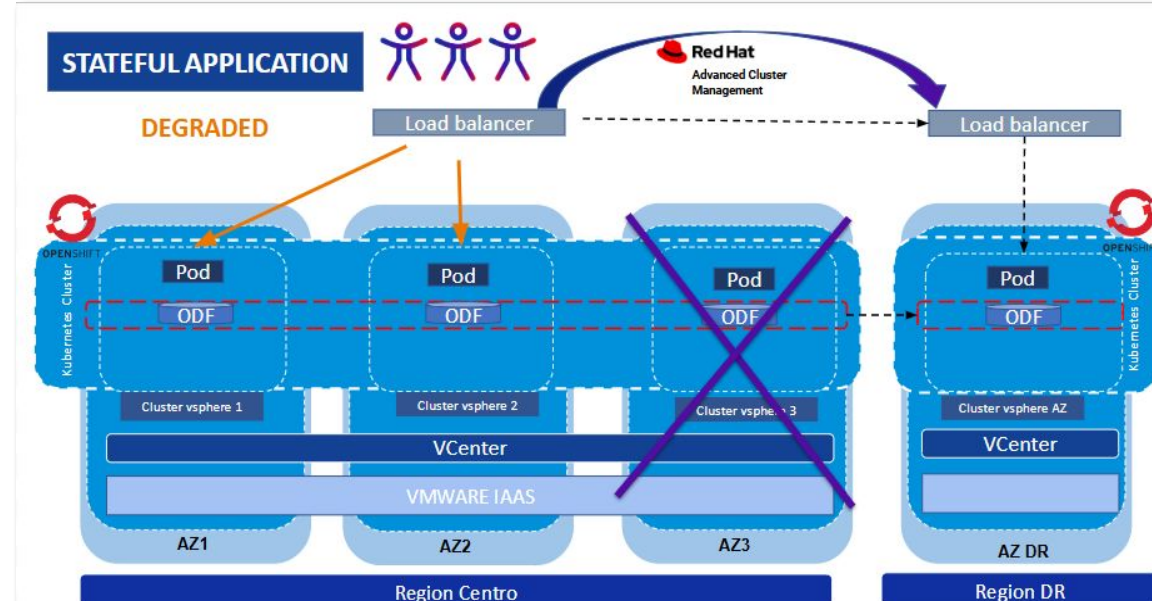 STATEFUL APPLICATION
Red Hat
Advanced Cluster
Management
DEGRADED
Load balancer
Load balancer
OPENSHIFT
OPENSHIFT
Kubernetes Cluster
Pod
Pod
Pod
Pod
Kubernetes Cluster
ODF
ODF
ODF
ODF
Cluster vsphere 1
Cluster vsphere 2
Cluster vsphere 3
Cluster vsphere AZ
VCenter
VCenter
VMWARE IAAS
AZ1
AZ2
AZ3
AZ DR
Region Centro
Region DR